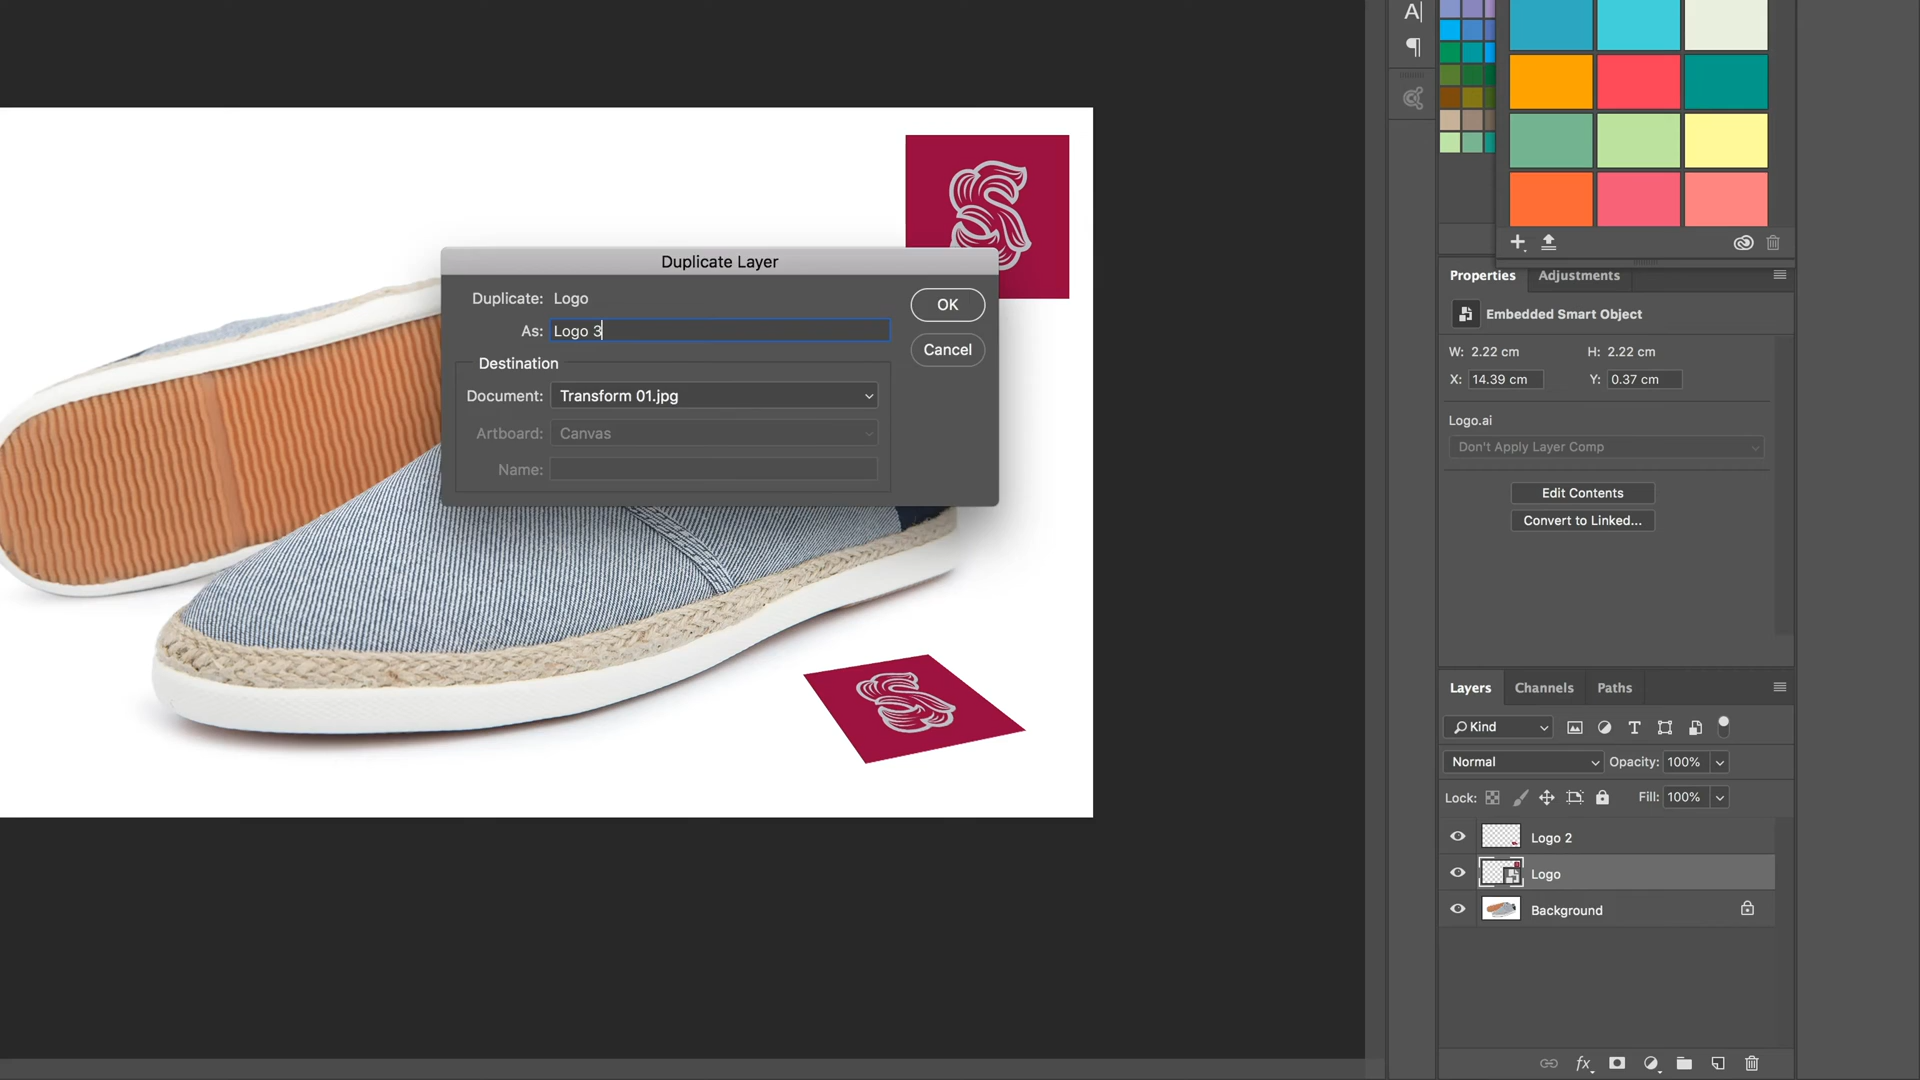 Duplicate Layer
Duplicate: Logo
As: Logo 3
OK
Cancel
Destination
Document: Transform 01.jpg
Artboard: Canvas
Name:
A|
¶
Properties
Adjustments
Embedded Smart Object
W: 2.22 cm H: 2.22 cm
X: 14.39 cm Y: 0.37 cm
Logo.ai
Don't Apply Layer Comp
Edit Contents
Convert to Linked...
Layers
Channels
Paths
Kind
T
Normal
Opacity: 100%
Lock:
Fill: 100%
Logo 2
Logo
Background
fx